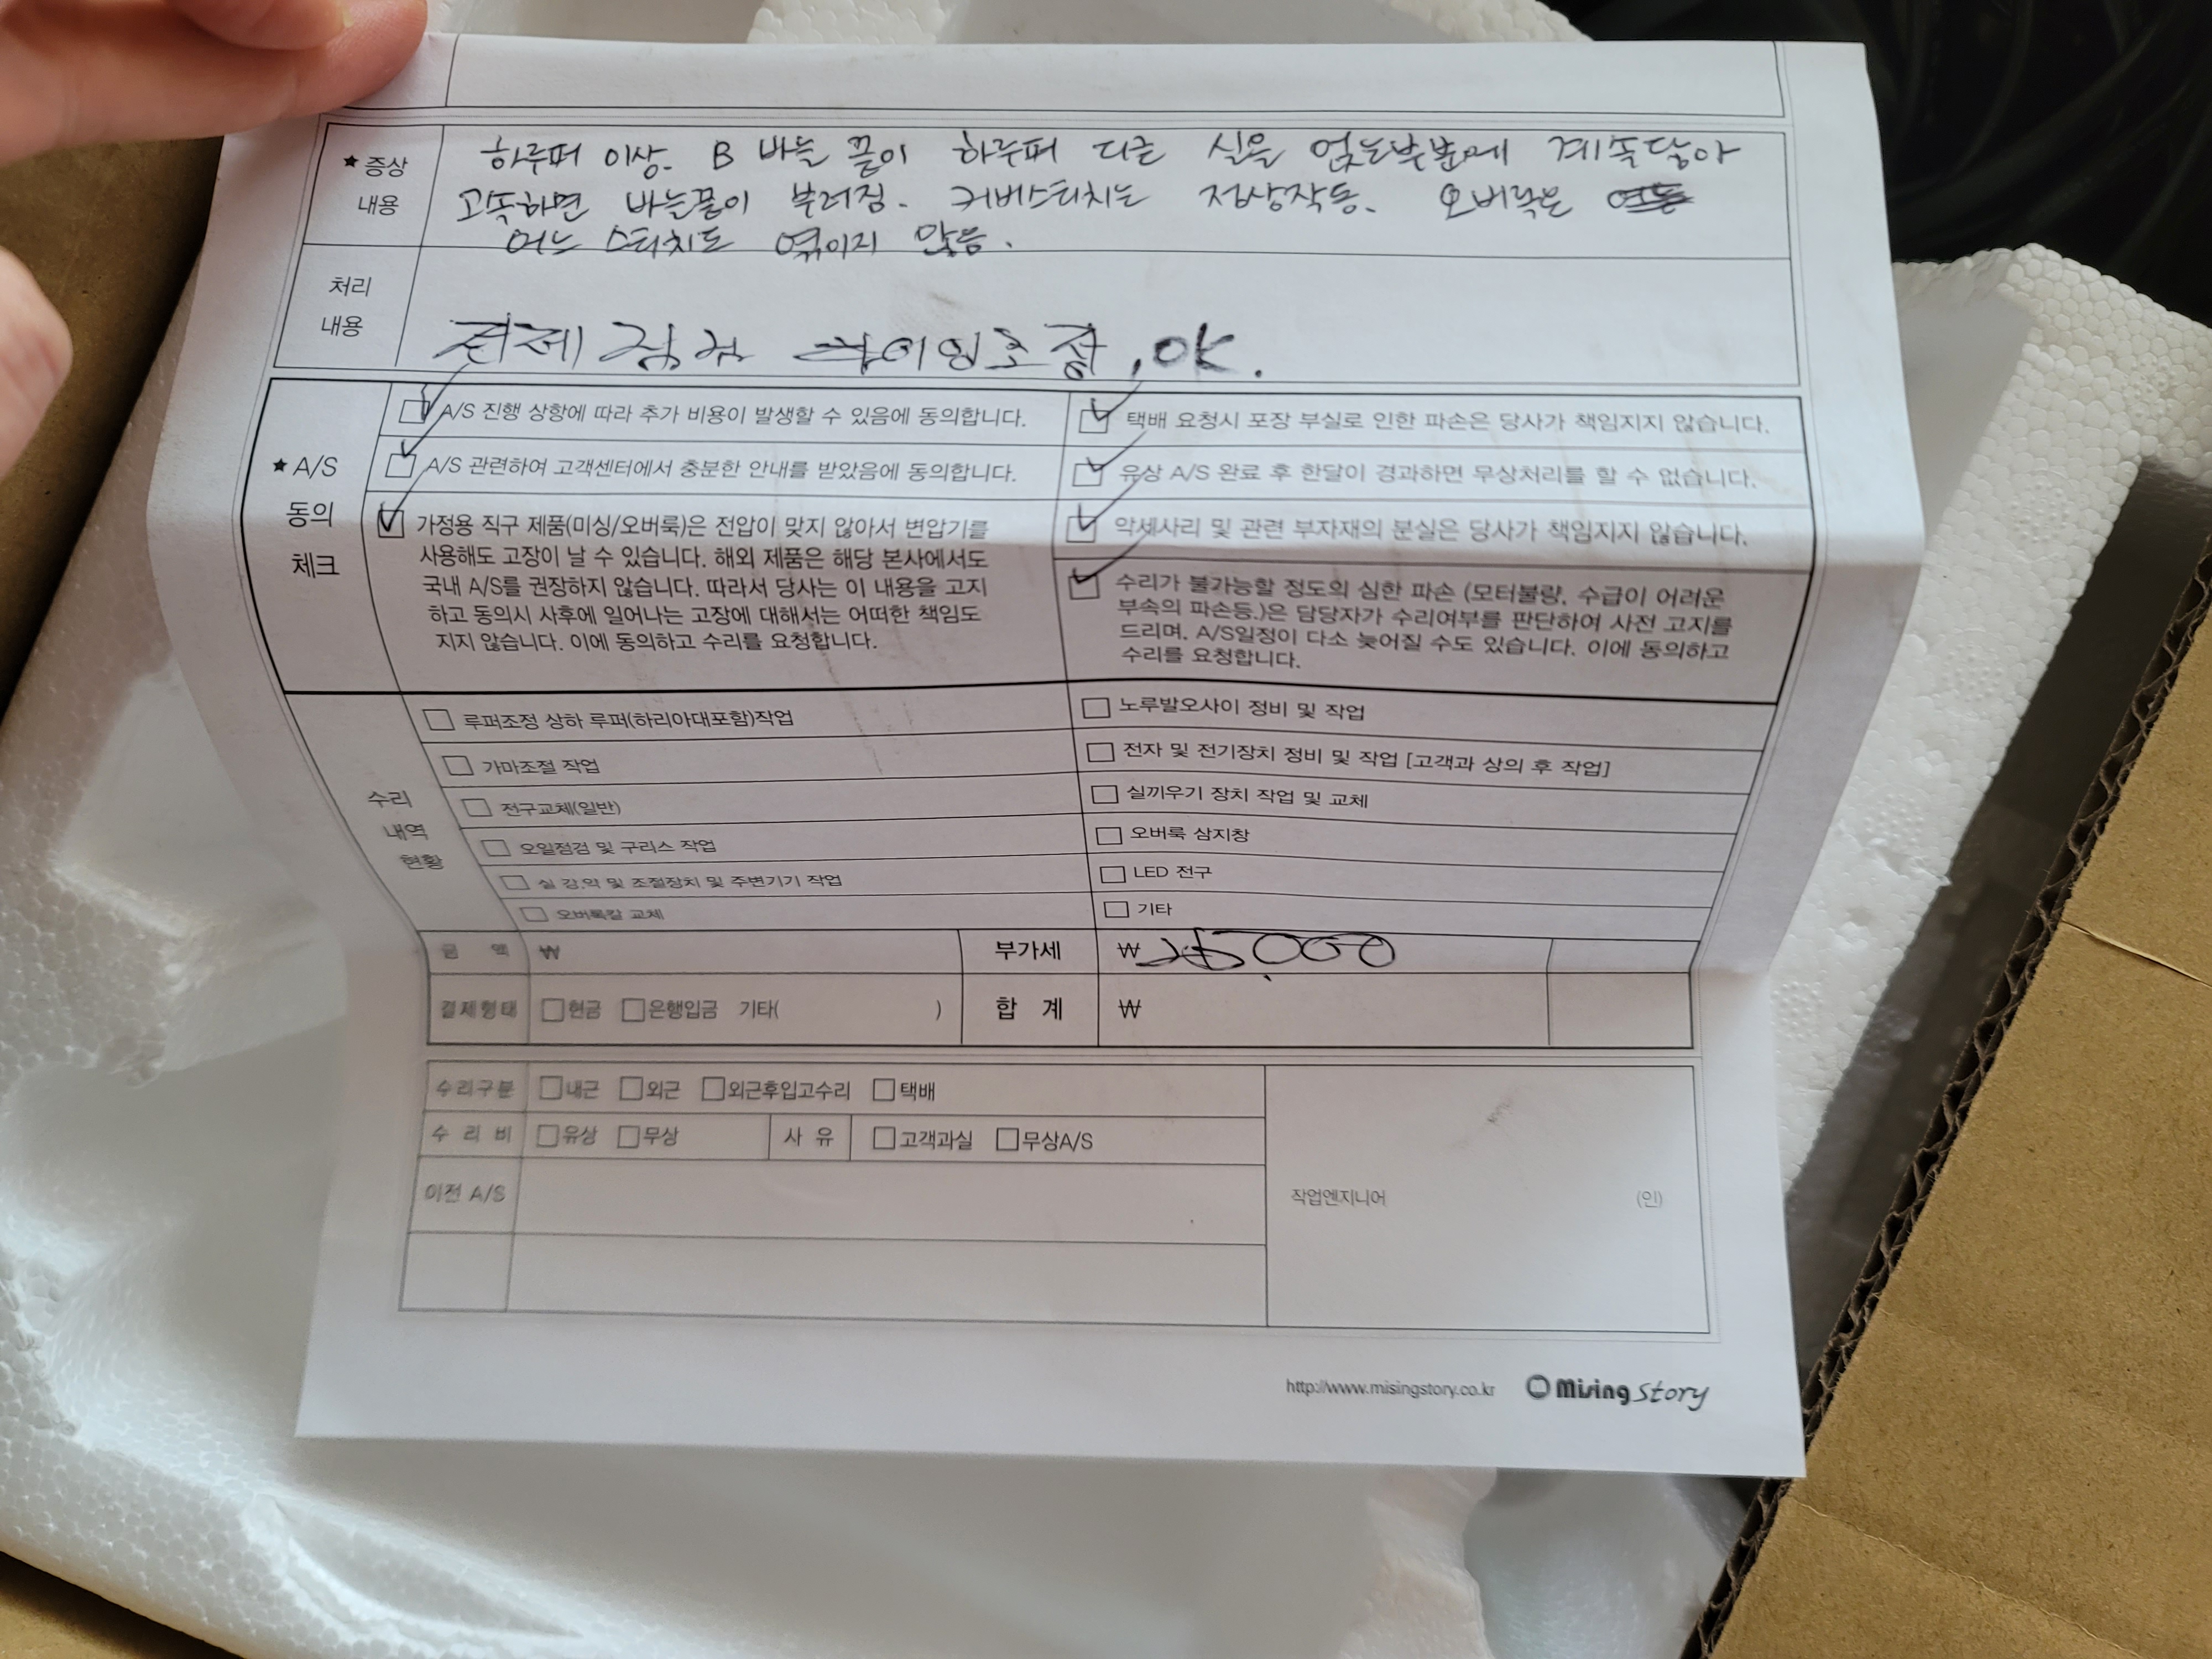 ★증상
내용
하루퍼 이상. B 바늘 끝이 하루퍼 다른 실을 엮는부분에 계속닿아
고속하면 바늘끝이 부러짐. 커버스티치는 정상작동. 오버룩은
어느 스티치도 엮이지 않음.
처리
내용
전체 점검 타이밍조정, OK.
★ A/S
동의
체크
A/S 진행 상항에 따라 추가 비용이 발생할 수 있음에 동의합니다.
A/S 관련하여 고객센터에서 충분한 안내를 받았음에 동의합니다.
가정용 직구 제품(미싱/오버룩)은 전압이 맞지 않아서 변압기를
사용해도 고장이 날 수 있습니다. 해외 제품은 해당 본사에서도
국내 A/S를 권장하지 않습니다. 따라서 당사는 이 내용을 고지
하고 동의시 사후에 일어나는 고장에 대해서는 어떠한 책임도
지지 않습니다. 이에 동의하고 수리를 요청합니다.
택배 요청시 포장 부실로 인한 파손은 당사가 책임지지 않습니다.
유상 A/S 완료 후 한달이 경과하면 무상처리를 할 수 없습니다.
악세사리 및 관련 부자재의 분실은 당사가 책임지지 않습니다.
수리가 불가능할 정도의 심한 파손 (모터불량, 수급이 어려운
부속의 파손등.)은 담당자가 수리여부를 판단하여 사전 고지를
드리며, A/S일정이 다소 늦어질 수도 있습니다. 이에 동의하고
수리를 요청합니다.
수리
내역
현황
루퍼조정 상하 루퍼(하리아대포함)작업
가마조절 작업
전구교체(일반)
오일점검 및 구리스 작업
실 강.약 및 조절장치 및 주변기기 작업
오버룩칼 교체
노루발오사이 정비 및 작업
전자 및 전기장치 정비 및 작업 [고객과 상의 후 작업]
실끼우기 장치 작업 및 교체
오버룩 삼지창
LED 전구
기타
금 액 ₩ 부가세 ₩ 25,000
결제형태 현금 은행입금 기타( ) 합 계 ₩
수리구분 내근 외근 외근후입고수리 택배
수 리 비 유상 무상 사 유 고객과실 무상A/S
이전 A/S
작업엔지니어 (인)
http://www.misingstory.co.kr Mising Story